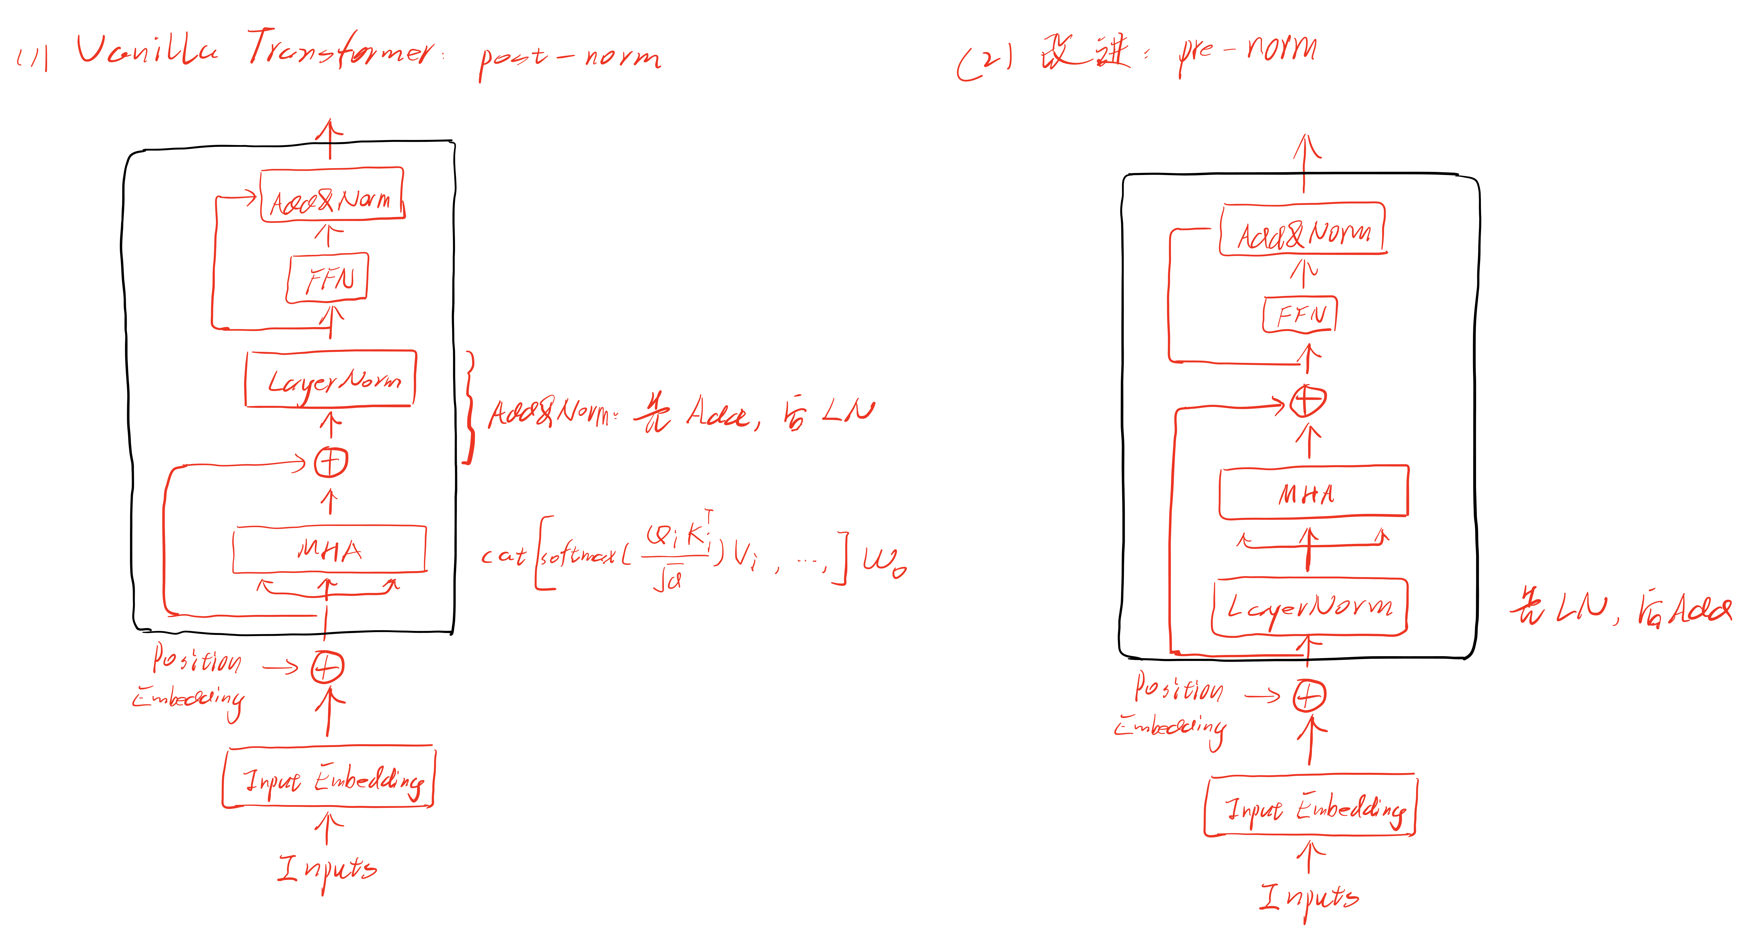 (1) Vanilla Transformer: post-norm
Add&Norm
FFN
LayerNorm
Add&Norm: 先 Add, 后 LN
MHA
cat[softmax(\frac{Q_i K_i^T}{\sqrt{d}})V_i, ..., ] W_o
Position
Embedding
Input Embedding
Inputs
(2) 改进: pre-norm
Add&Norm
FFN
MHA
LayerNorm
先 LN, 后 Add
Position
Embedding
Input Embedding
Inputs